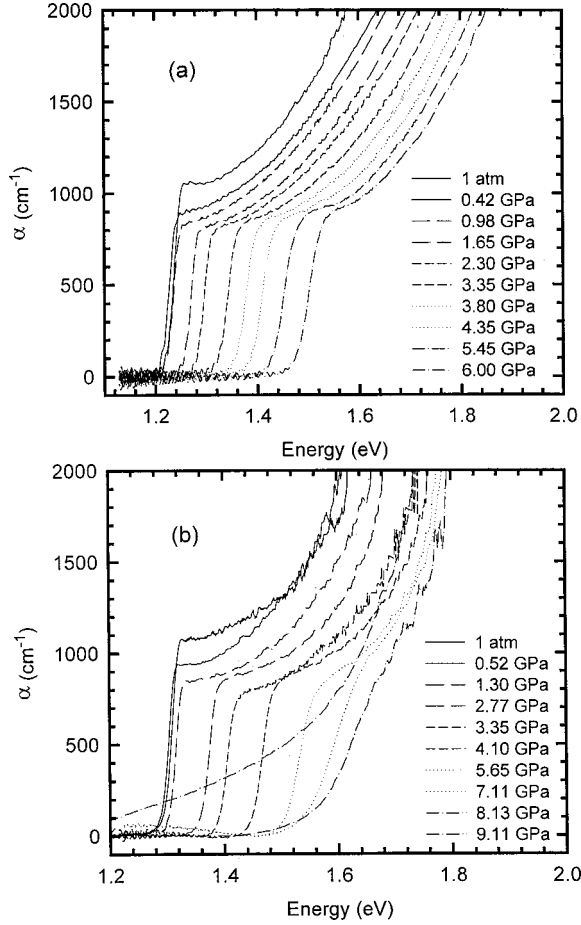 2000
1500
1000
500
0
α (cm⁻¹)
(a)
1 atm
0.42 GPa
0.98 GPa
1.65 GPa
2.30 GPa
3.35 GPa
3.80 GPa
4.35 GPa
5.45 GPa
6.00 GPa
1.2 1.4 1.6 1.8 2.0
Energy (eV)
2000
1500
1000
500
0
α (cm⁻¹)
(b)
1 atm
0.52 GPa
1.30 GPa
2.77 GPa
3.35 GPa
4.10 GPa
5.65 GPa
7.11 GPa
8.13 GPa
9.11 GPa
1.2 1.4 1.6 1.8 2.0
Energy (eV)